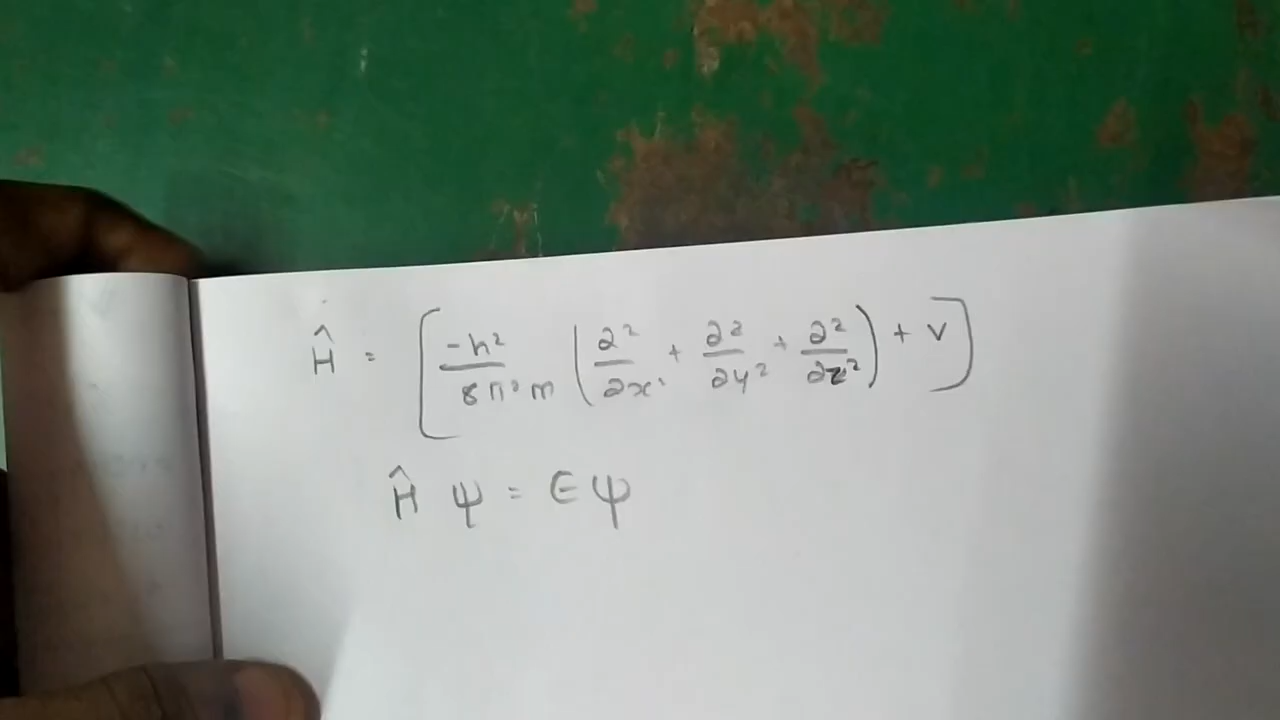 Ĥ = [-h²/8π²m (∂²/∂x² + ∂²/∂y² + ∂²/∂z²) + V]
Ĥ ψ = Eψ